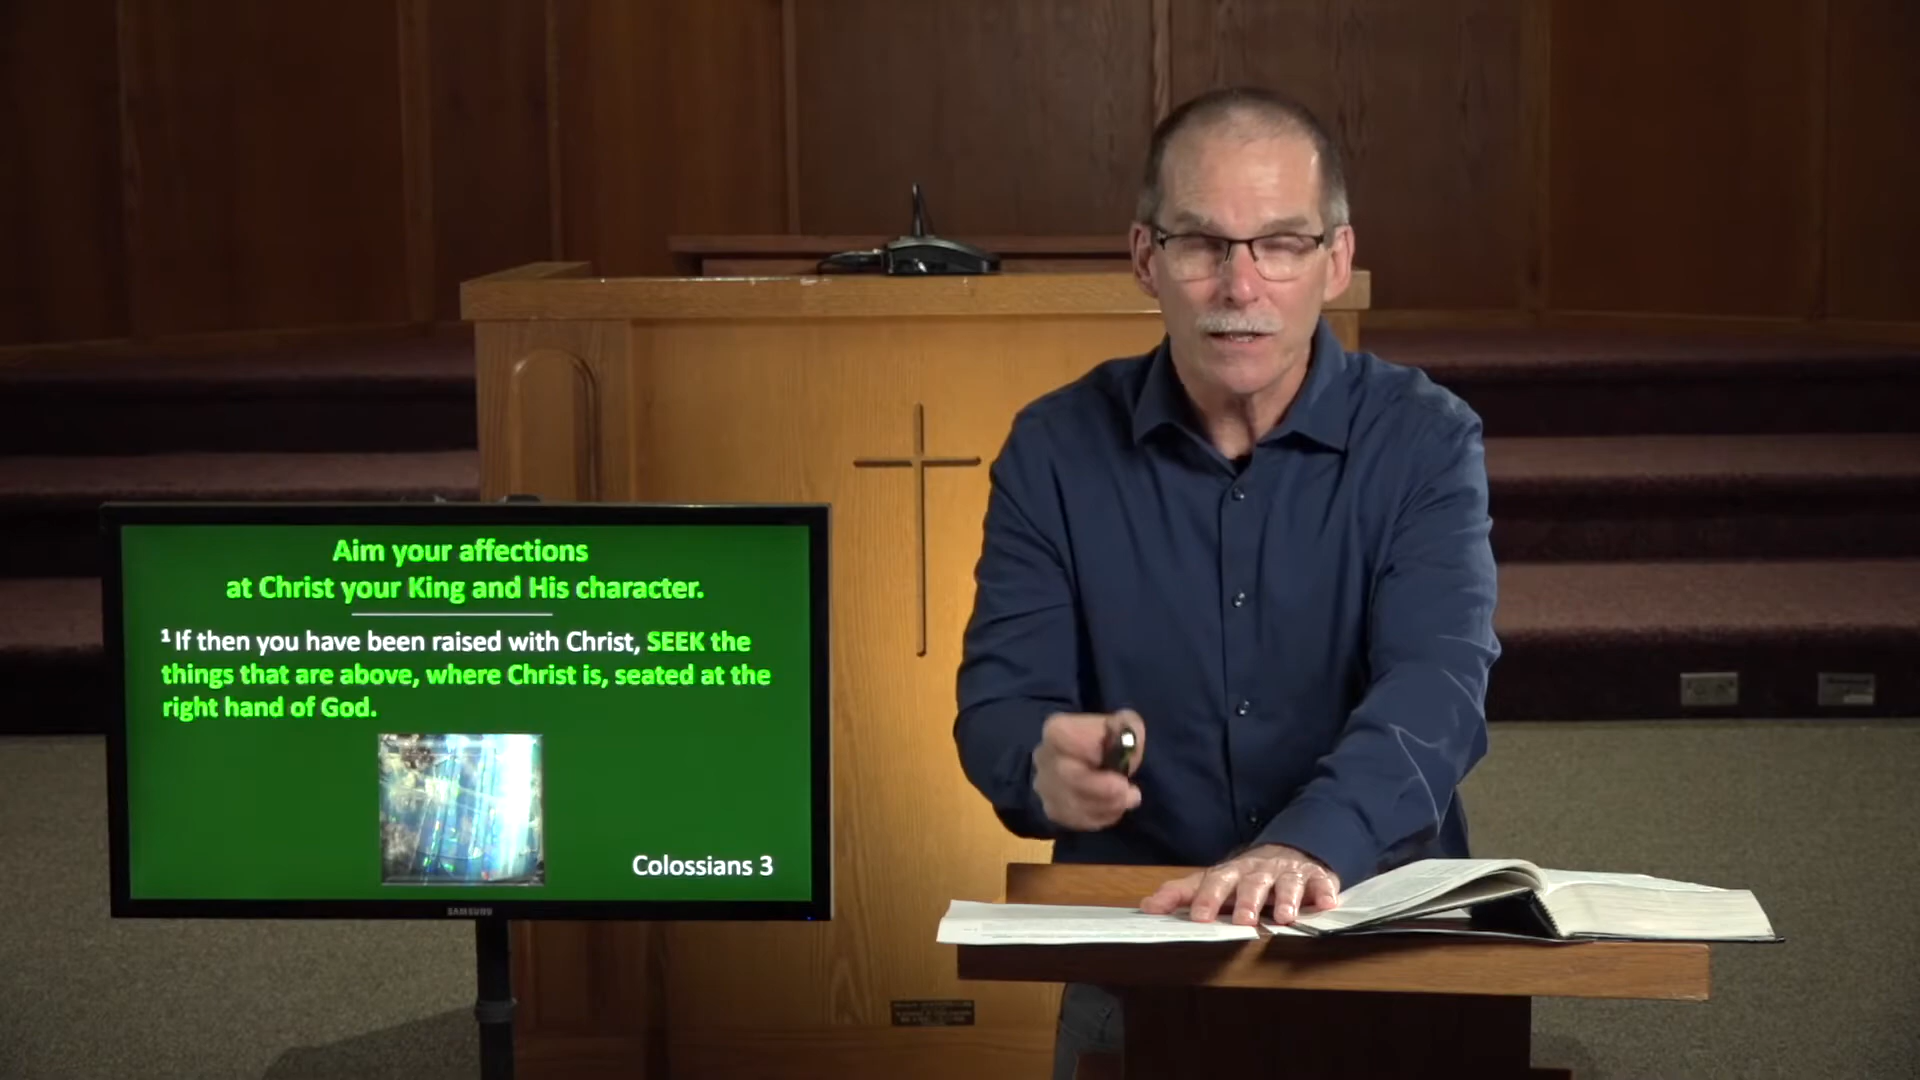 Aim your affections
at Christ your King and His character.
1 If then you have been raised with Christ, SEEK the
things that are above, where Christ is, seated at the
right hand of God.
Colossians 3
SAMSUNG